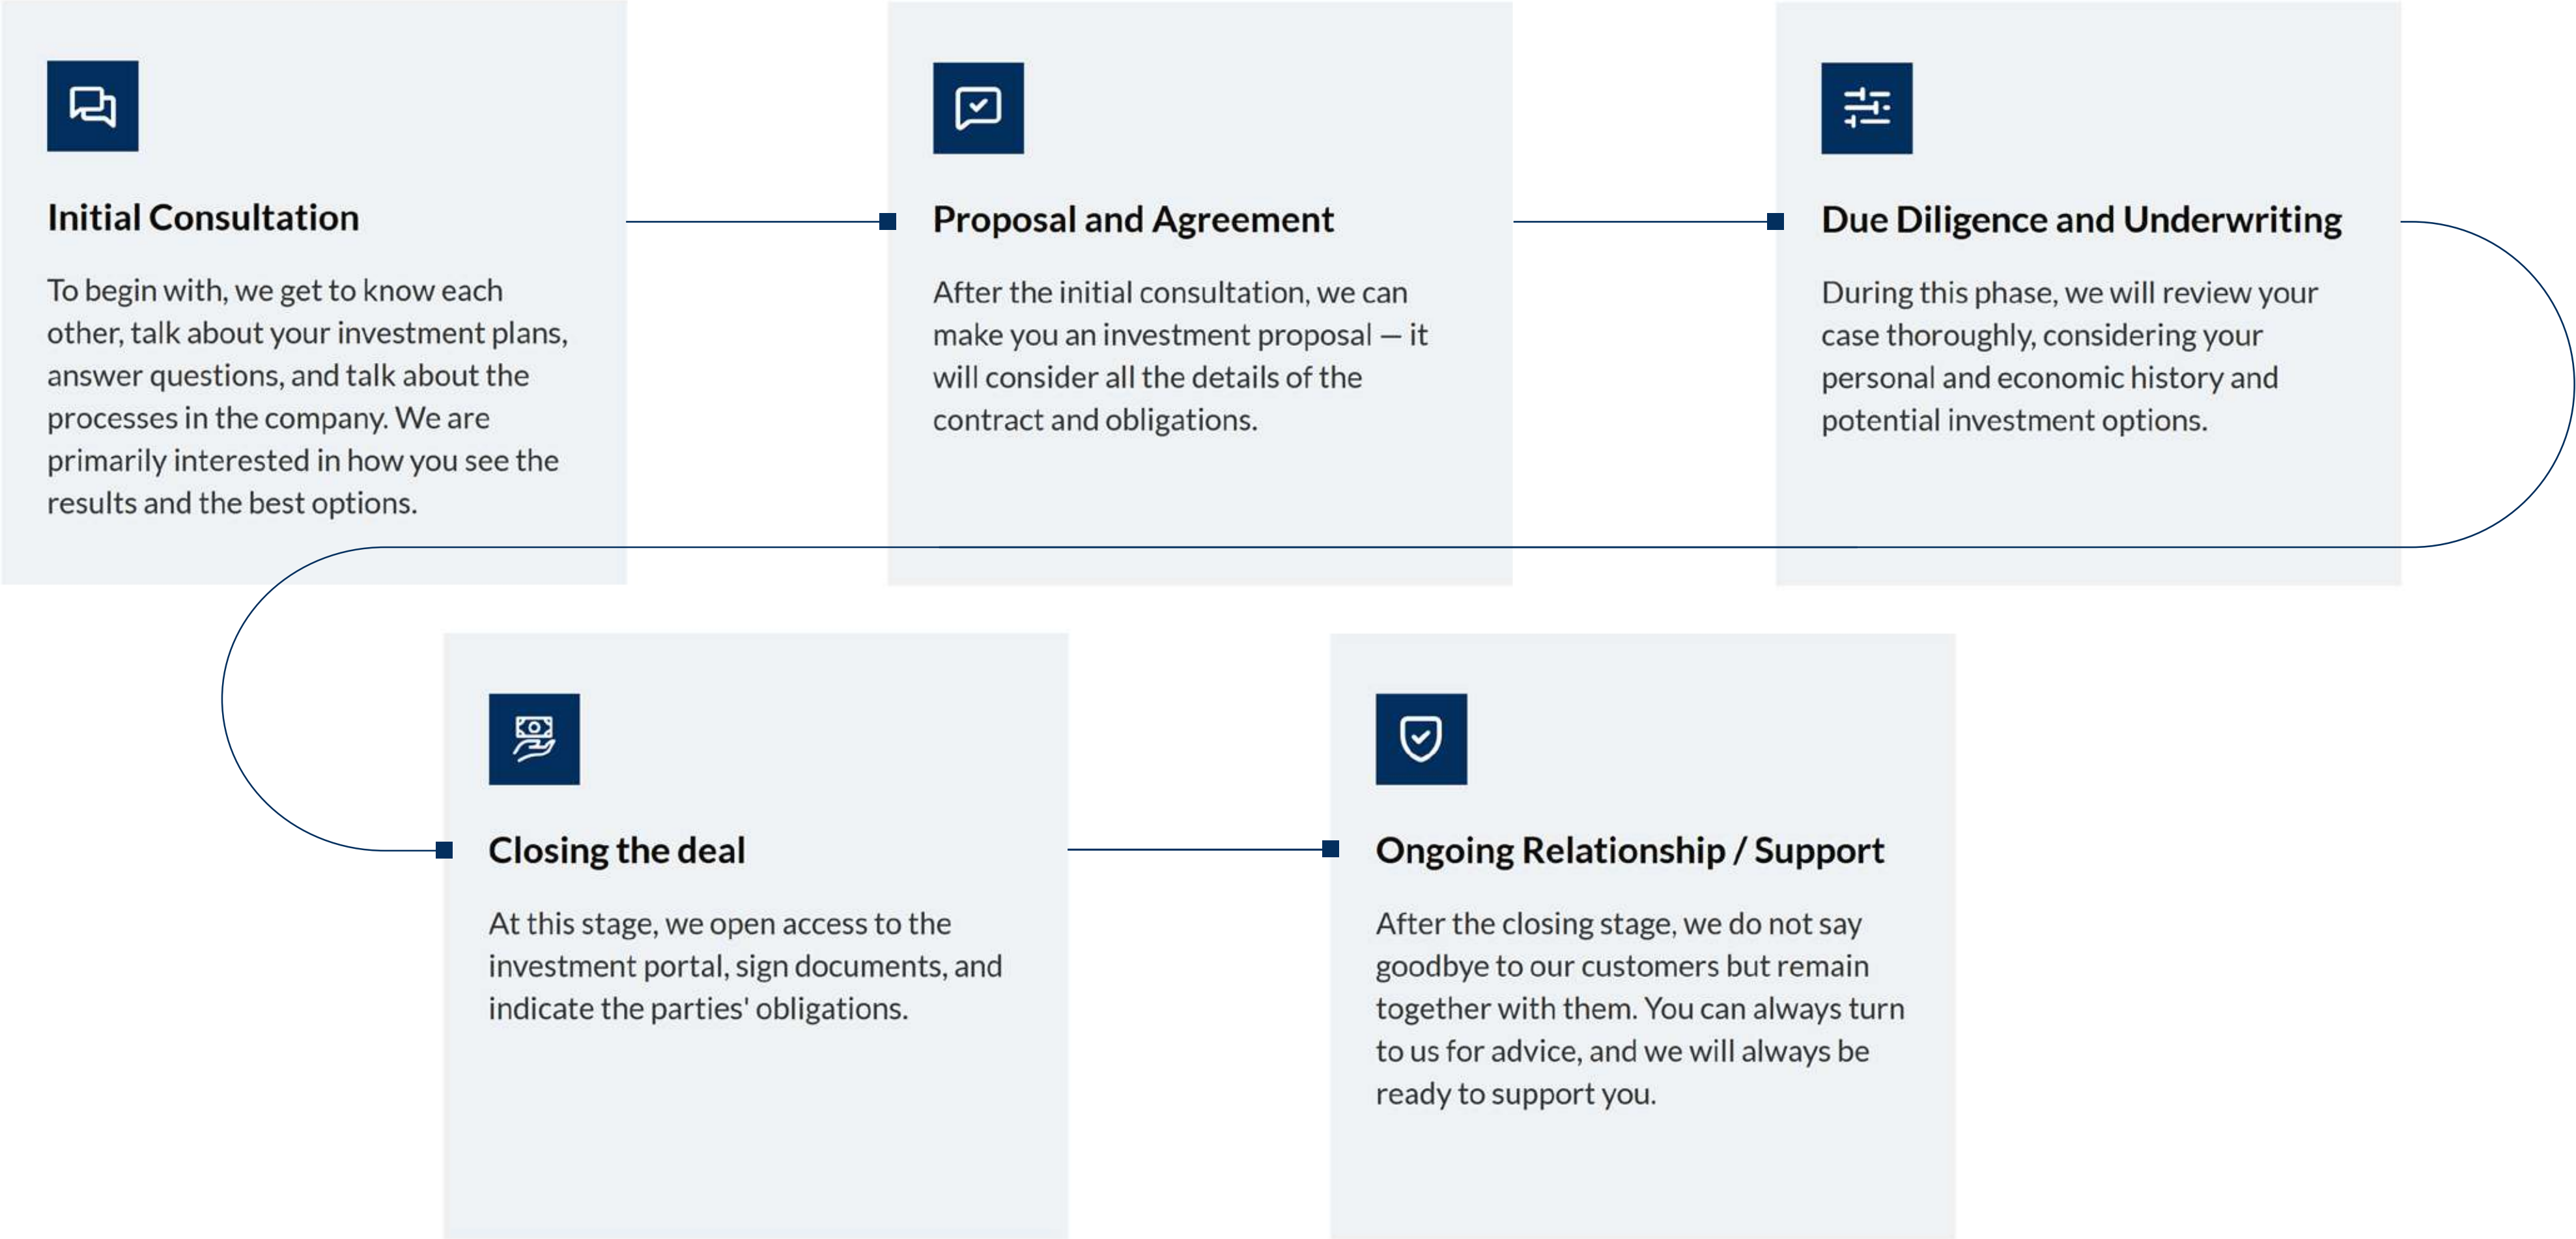 Initial Consultation
To begin with, we get to know each
other, talk about your investment plans,
answer questions, and talk about the
processes in the company. We are
primarily interested in how you see the
results and the best options.
Proposal and Agreement
After the initial consultation, we can
make you an investment proposal — it
will consider all the details of the
contract and obligations.
Due Diligence and Underwriting
During this phase, we will review your
case thoroughly, considering your
personal and economic history and
potential investment options.
Closing the deal
At this stage, we open access to the
investment portal, sign documents, and
indicate the parties' obligations.
Ongoing Relationship / Support
After the closing stage, we do not say
goodbye to our customers but remain
together with them. You can always turn
to us for advice, and we will always be
ready to support you.